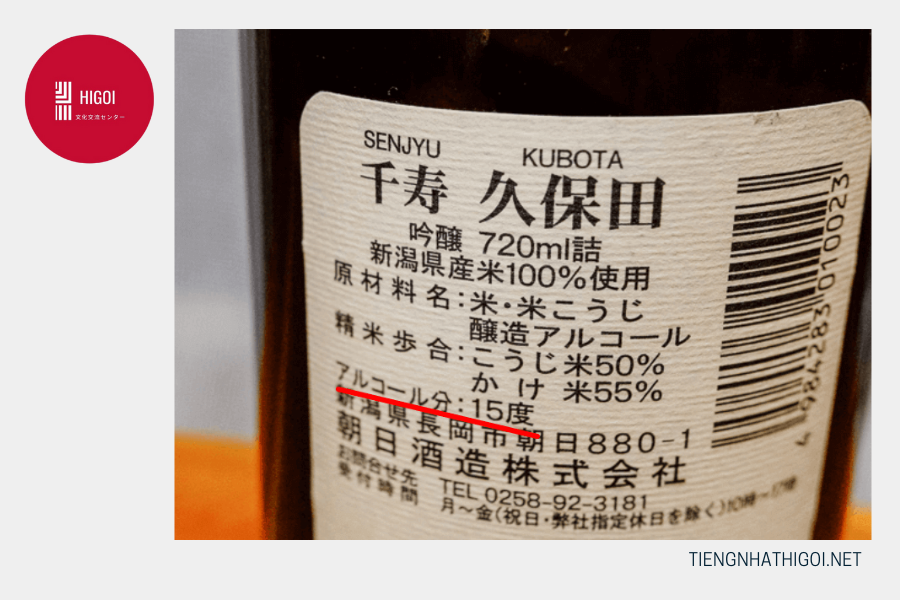 HIGOI
文化交流センター
SENJYU KUBOTA
千寿 久保田
吟醸 720ml詰
新潟県産米100%使用
原材料名:米・米こうじ
醸造アルコール
精米歩合:こうじ米50%
かけ 米55%
アルコール分:15度
新潟県長岡市朝日880-1
朝日酒造株式会社
お問合せ先 TEL 0258-92-3181
受付時間 月~金(祝日・弊社指定休日を除く)10時~17時
4 984283 010023
TIENGNHATHIGOI.NET